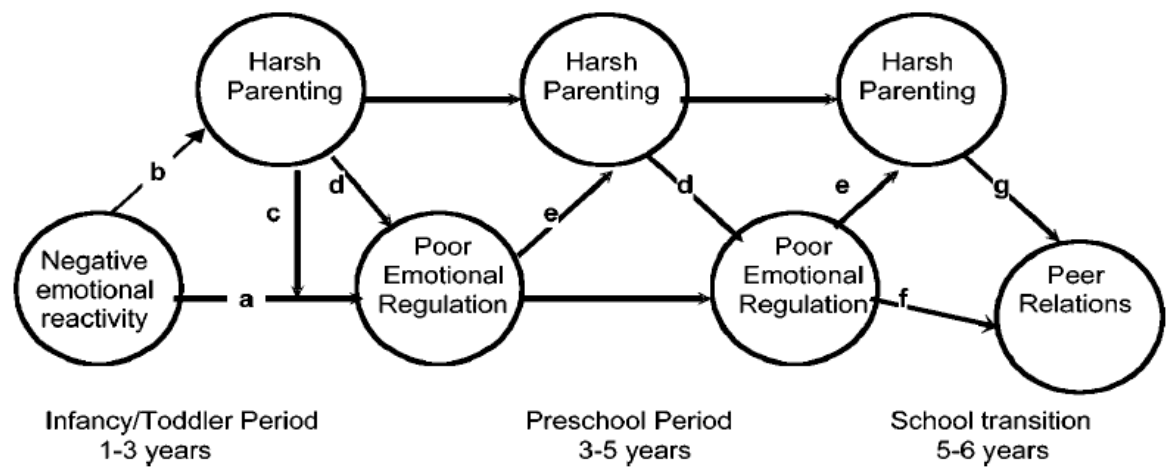 Harsh
Parenting
Harsh
Parenting
Harsh
Parenting
b
c
d
e
d
e
g
Negative
emotional
reactivity
a
Poor
Emotional
Regulation
Poor
Emotional
Regulation
f
Peer
Relations
Infancy/Toddler Period
1-3 years
Preschool Period
3-5 years
School transition
5-6 years